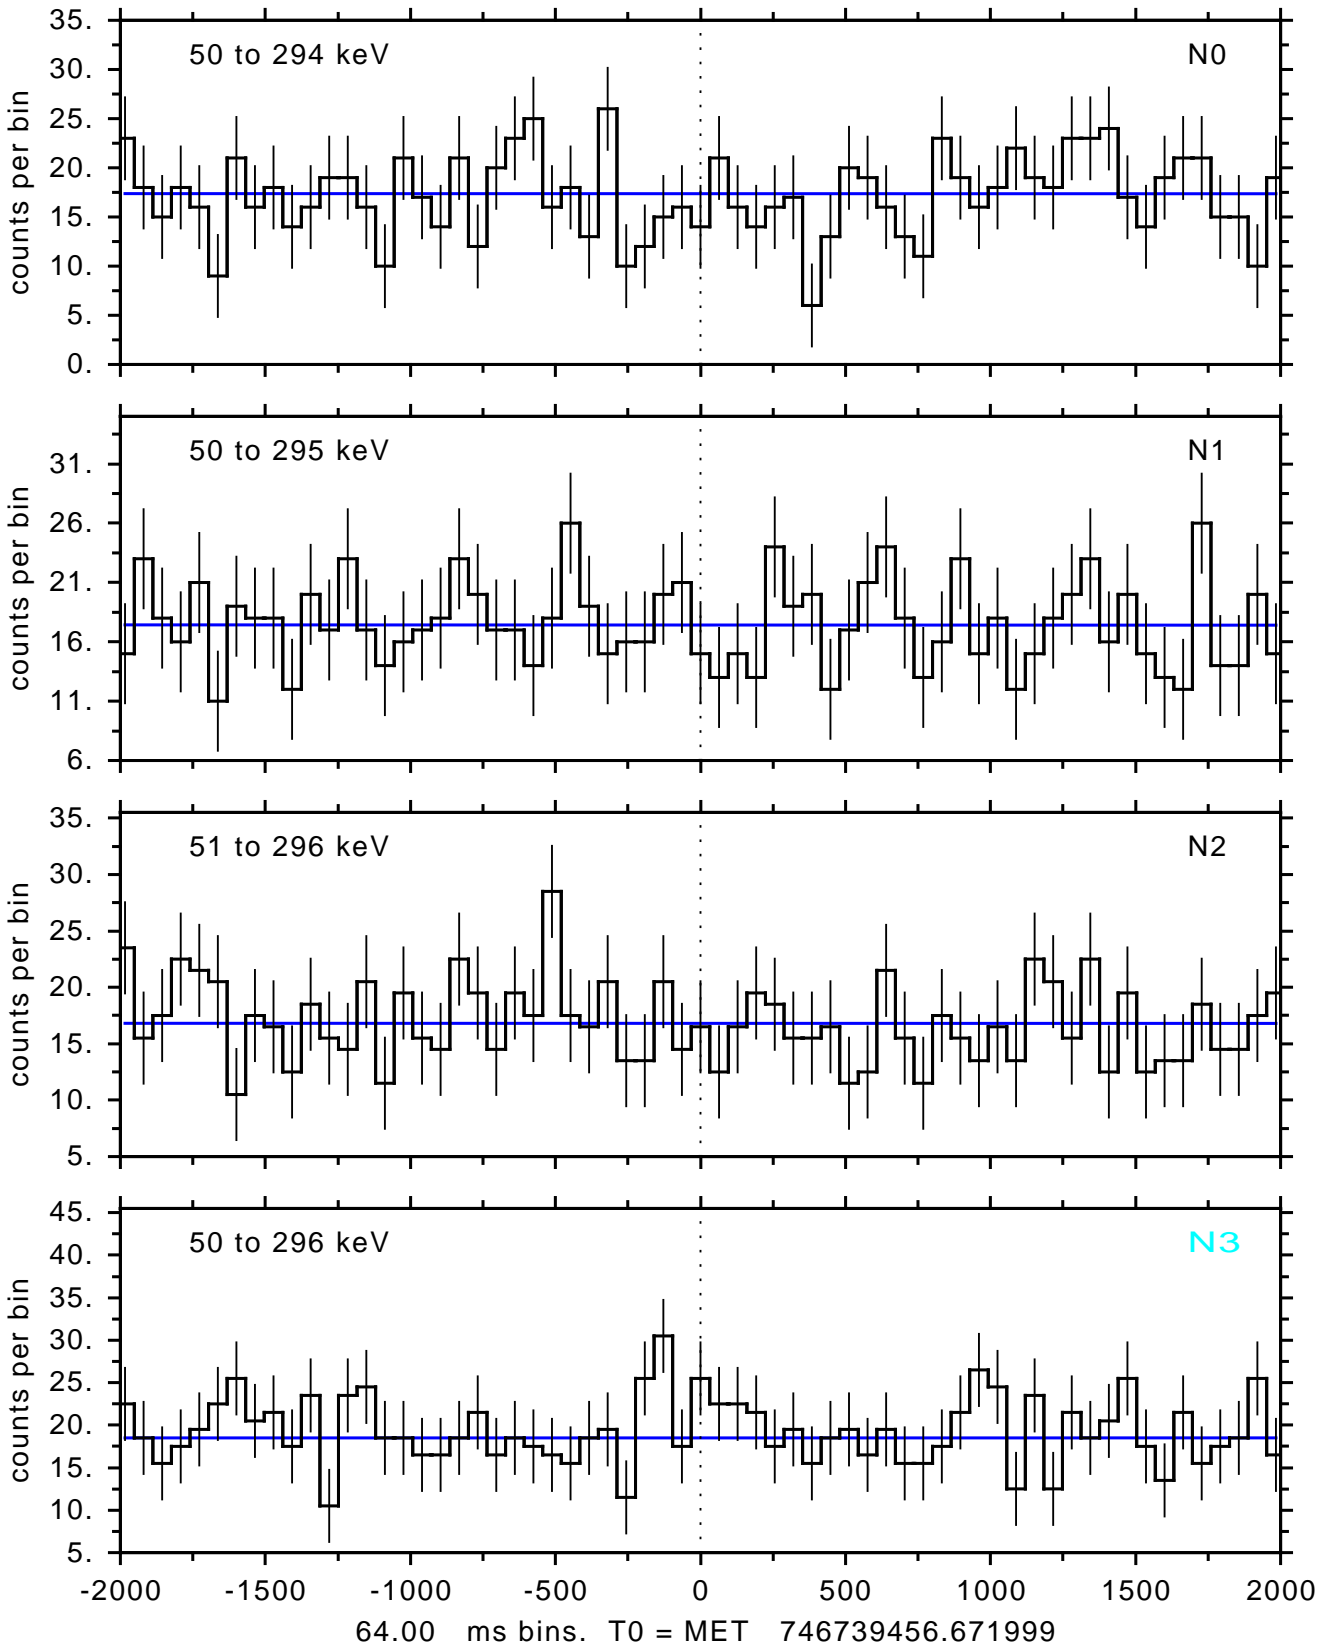 35.
30.
25.
20.
15.
10.
5.
0.
counts per bin
50 to 294 keV
N0
31.
26.
21.
16.
11.
6.
counts per bin
50 to 295 keV
N1
35.
30.
25.
20.
15.
10.
5.
counts per bin
51 to 296 keV
N2
45.
40.
35.
30.
25.
20.
15.
10.
5.
counts per bin
50 to 296 keV
N3
-2000 -1500 -1000 -500 0 500 1000 1500 2000
64.00 ms bins. T0 = MET 746739456.671999